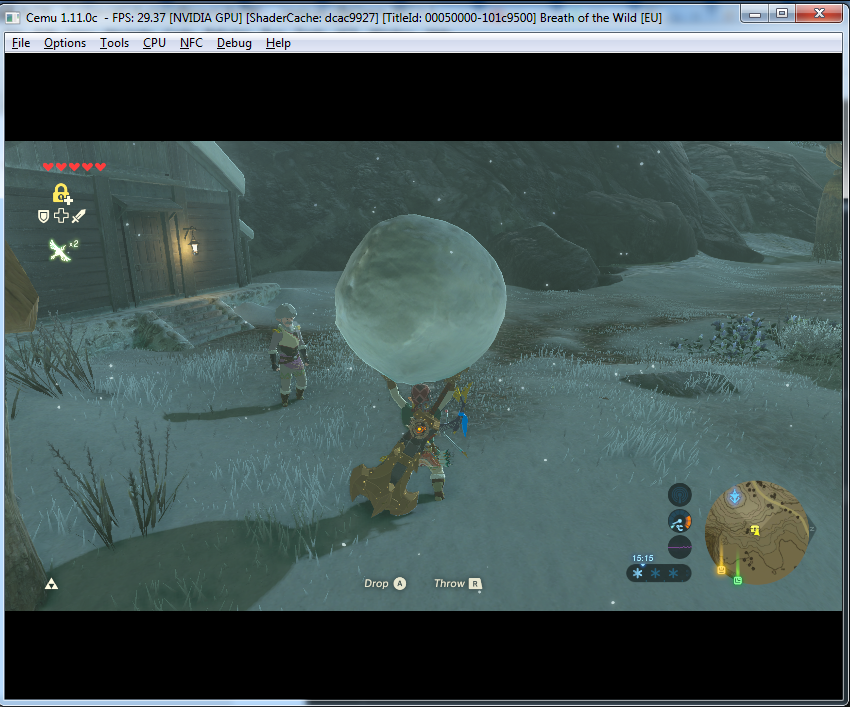 Cemu 1.11.0c - FPS: 29.37 [NVIDIA GPU] [ShaderCache: dcac9927] [TitleId: 00050000-101c9500] Breath of the Wild [EU]
File Options Tools CPU NFC Debug Help
x2
15:15
Drop A Throw R